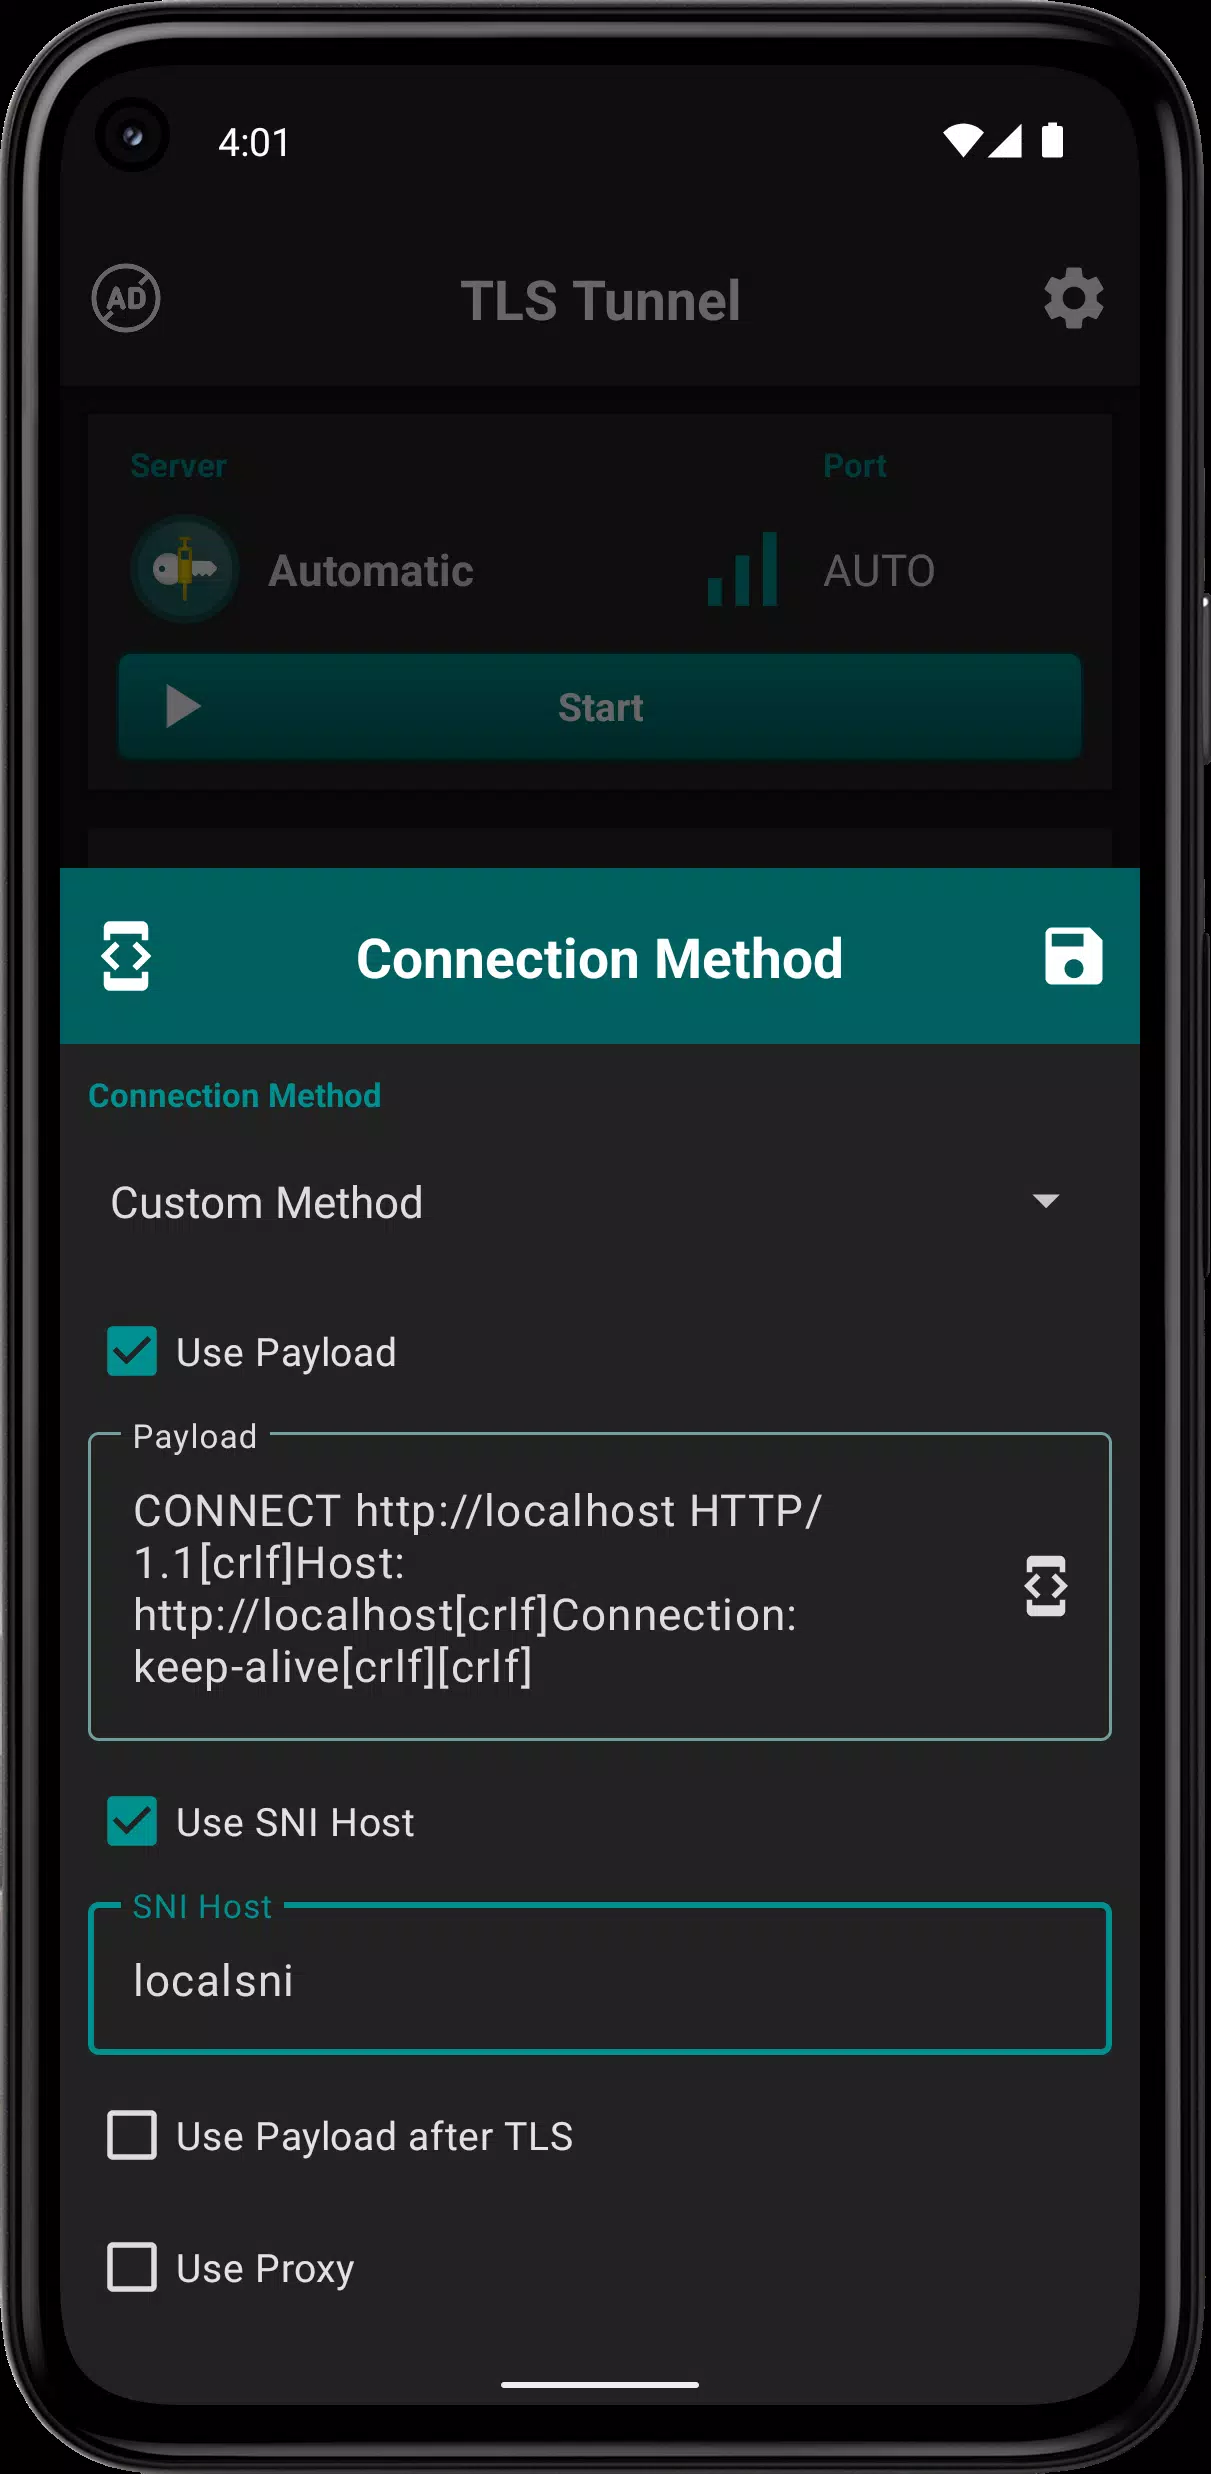 4:01
AD
TLS Tunnel
Server
Port
Automatic
AUTO
Start
Connection Method
Connection Method
Custom Method
Use Payload
Payload
CONNECT http://localhost HTTP/
1.1[crlf]Host:
http://localhost[crlf]Connection:
keep-alive[crlf][crlf]
Use SNI Host
SNI Host
localsni
Use Payload after TLS
Use Proxy